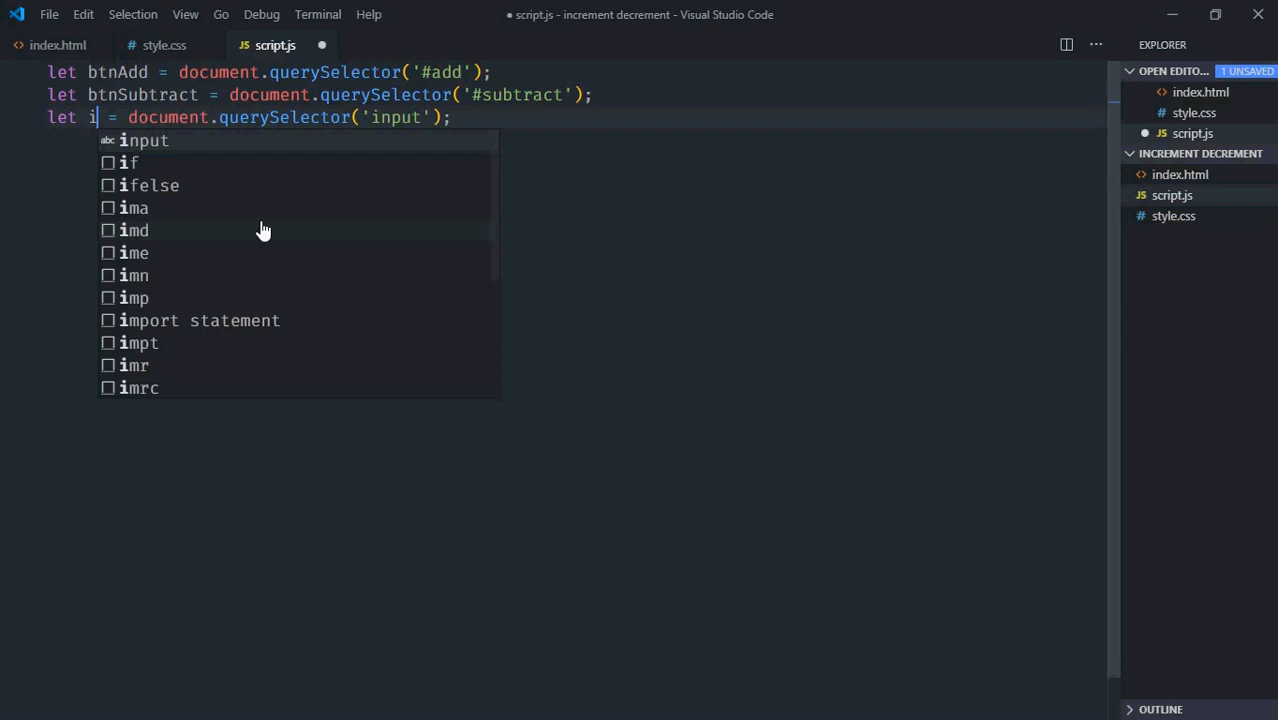 File Edit Selection View Go Debug Terminal Help ● script.js - increment decrement - Visual Studio Code
<> index.html # style.css JS script.js ● ··· EXPLORER
let btnAdd = document.querySelector('#add');
let btnSubtract = document.querySelector('#subtract');
let i = document.querySelector('input');
abc input
if
ifelse
ima
imd
ime
imn
imp
import statement
impt
imr
imrc
OPEN EDITO... 1 UNSAVED
<> index.html
# style.css
● JS script.js
INCREMENT DECREMENT
<> index.html
JS script.js
# style.css
OUTLINE